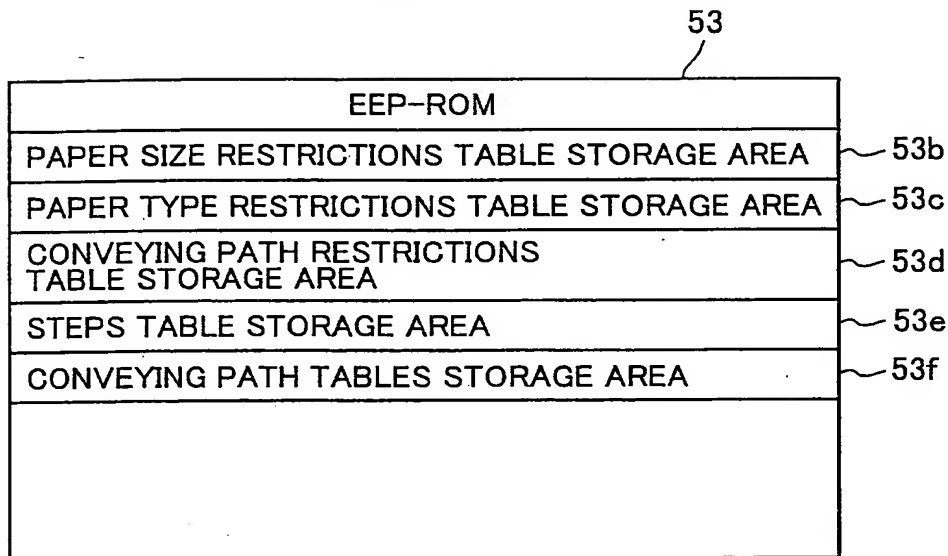 53
EEP-ROM
PAPER SIZE RESTRICTIONS TABLE STORAGE AREA 53b
PAPER TYPE RESTRICTIONS TABLE STORAGE AREA 53c
CONVEYING PATH RESTRICTIONS
TABLE STORAGE AREA 53d
STEPS TABLE STORAGE AREA 53e
CONVEYING PATH TABLES STORAGE AREA 53f